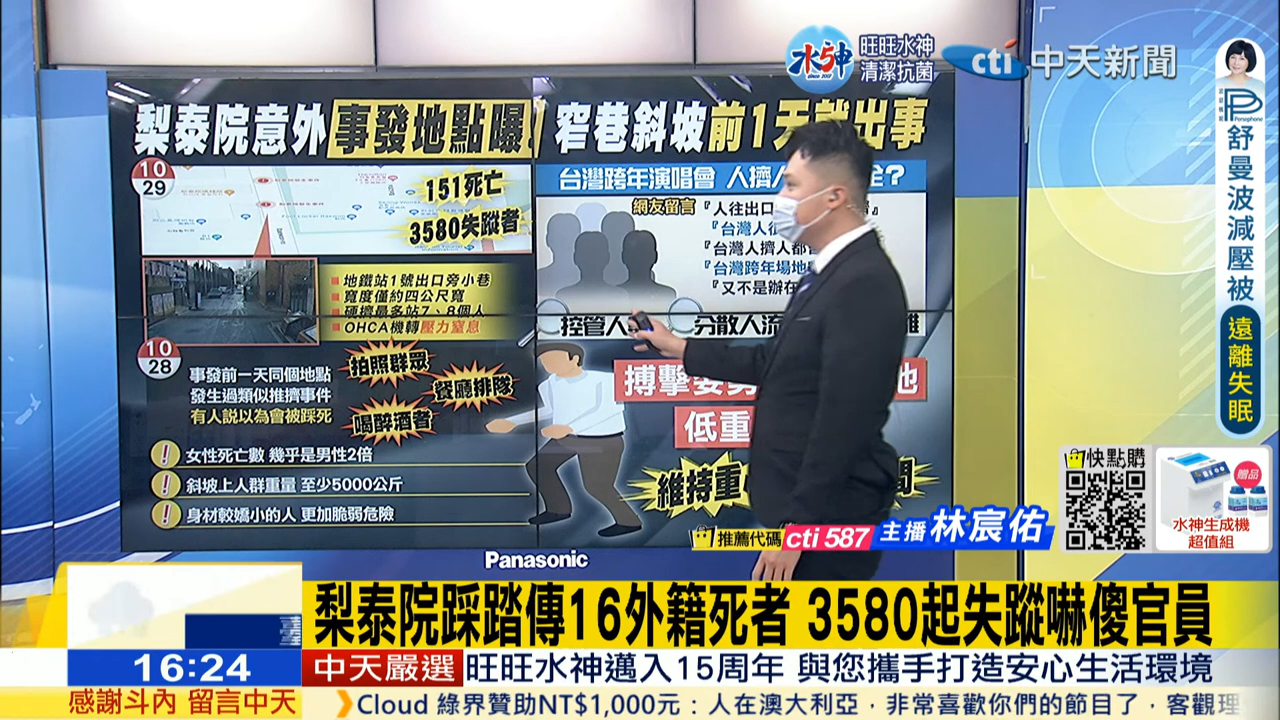 水神
since 2007
旺旺水神
清潔抗菌
cti 中天新聞
梨泰院意外 事發地點曝! 窄巷斜坡前1天就出事
10
29
151死亡
3580失蹤者
地鐵站1號出口旁小巷
寬度僅約四公尺寬
硬擠最多站7、8個人
OHCA機轉壓力窒息
10
28
事發前一天同個地點
發生過類似推擠事件
有人說以為會被踩死
拍照群眾
餐廳排隊
喝醉酒者
女性死亡數 幾乎是男性2倍
斜坡上人群重量 至少5000公斤
身材較嬌小的人 更加脆弱危險
台灣跨年演唱會 人擠人
全?
網友留言
『人往出口
『台灣人很
『台灣人擠人都
『台灣跨年場地
『又不是辦在
控管人
分散人流
離
搏擊姿勢
地
低重
維持重心
間
Panasonic
推薦代碼 cti 587
主播 林宸佑
Persephone
舒曼波減壓被
遠離失眠
快點購
贈品
水神生成機
超值組
梨泰院踩踏傳16外籍死者 3580起失蹤嚇傻官員
16:24
中天嚴選
旺旺水神邁入15周年 與您攜手打造安心生活環境
感謝斗內 留言中天
Cloud 綠界贊助NT$1,000元：人在澳大利亞，非常喜歡你們的節目了，客觀理